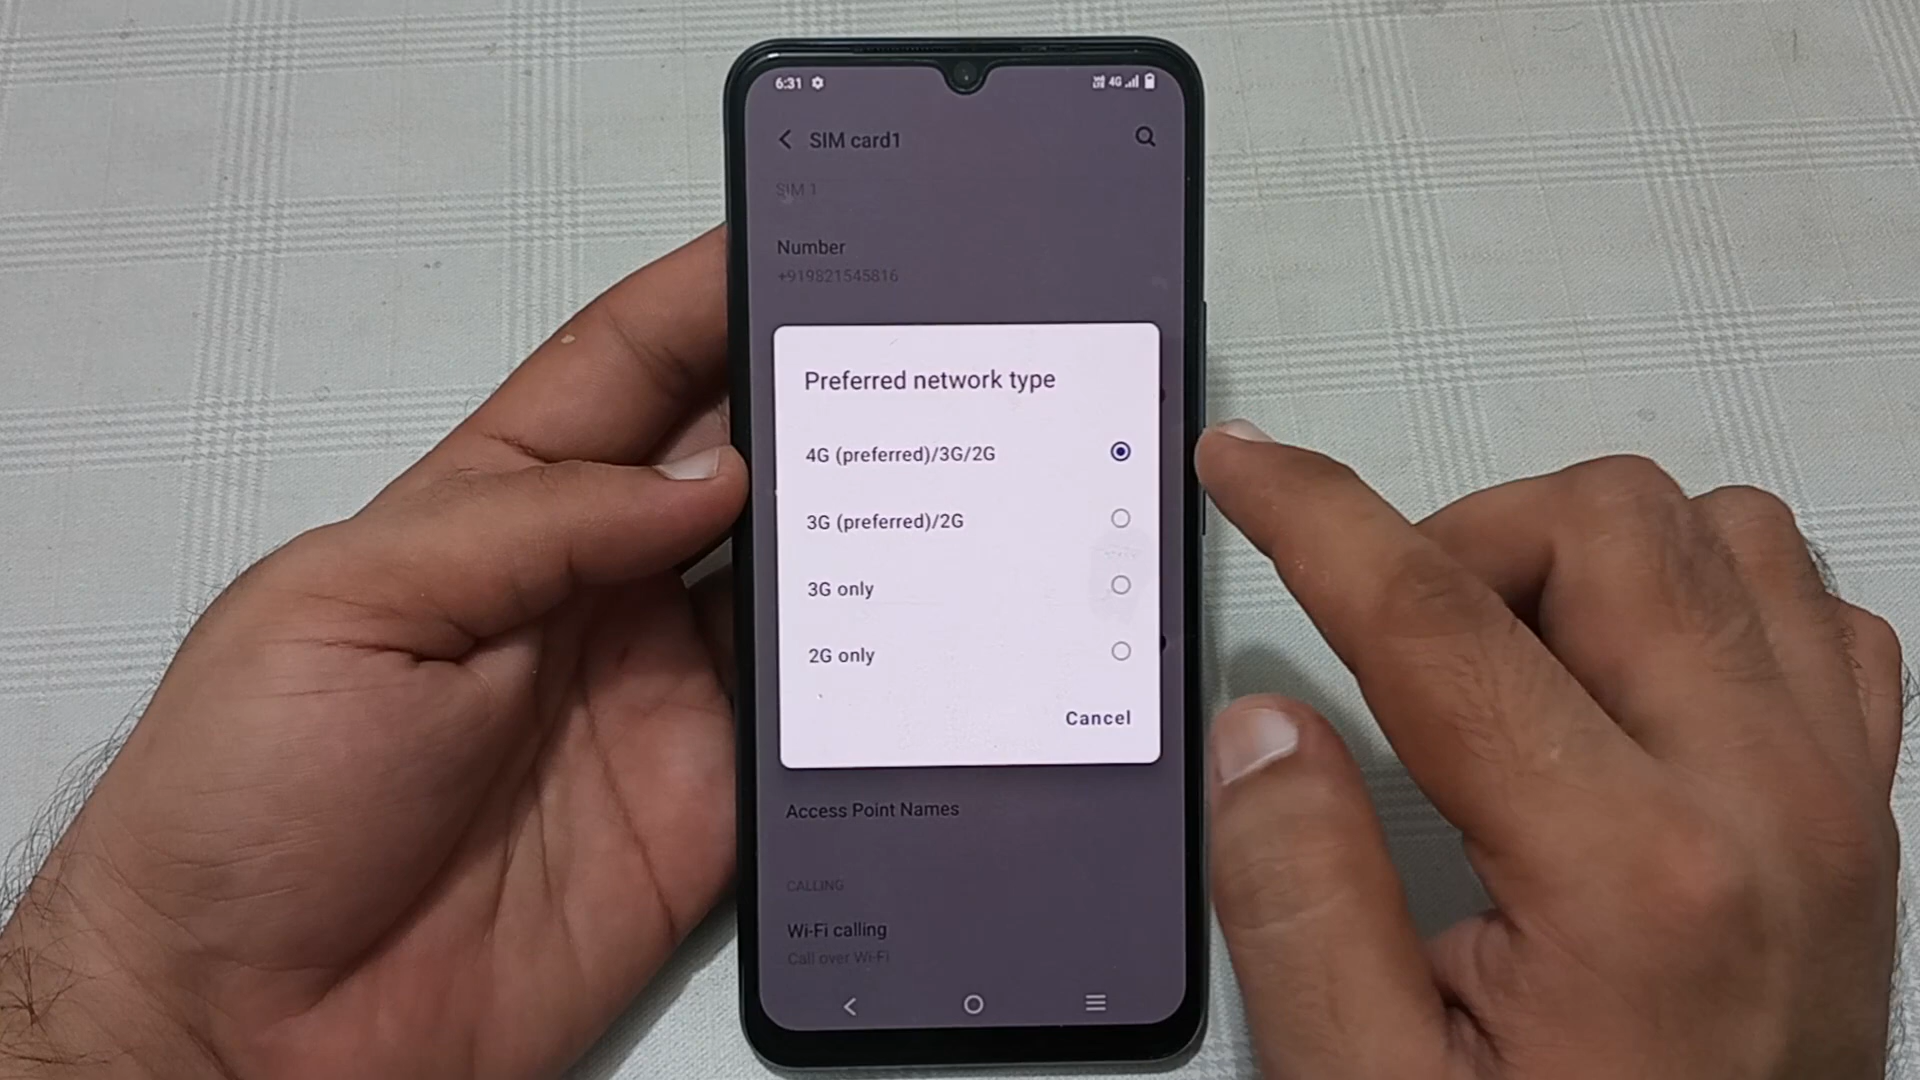 6:31 4G
SIM card1
SIM 1
Number
+919821545816
Preferred network type
4G (preferred)/3G/2G
3G (preferred)/2G
3G only
2G only
Cancel
Access Point Names
CALLING
Wi-Fi calling
Call over Wi-Fi